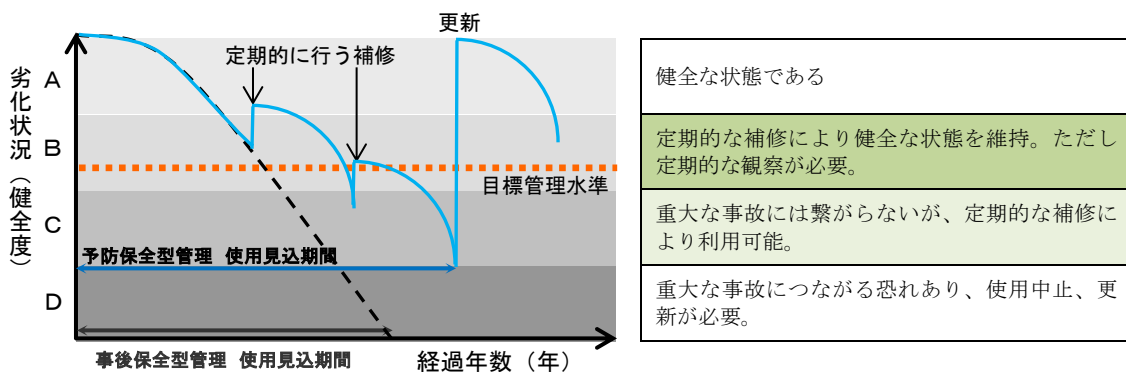 更新
定期的に行う補修
劣化状況（健全度）
A
B
C
D
目標管理水準
予防保全型管理 使用見込期間
事後保全型管理 使用見込期間
経過年数（年）
健全な状態である
定期的な補修により健全な状態を維持。ただし
定期的な観察が必要。
重大な事故には繋がらないが、定期的な補修に
より利用可能。
重大な事故につながる恐れあり、使用中止、更
新が必要。